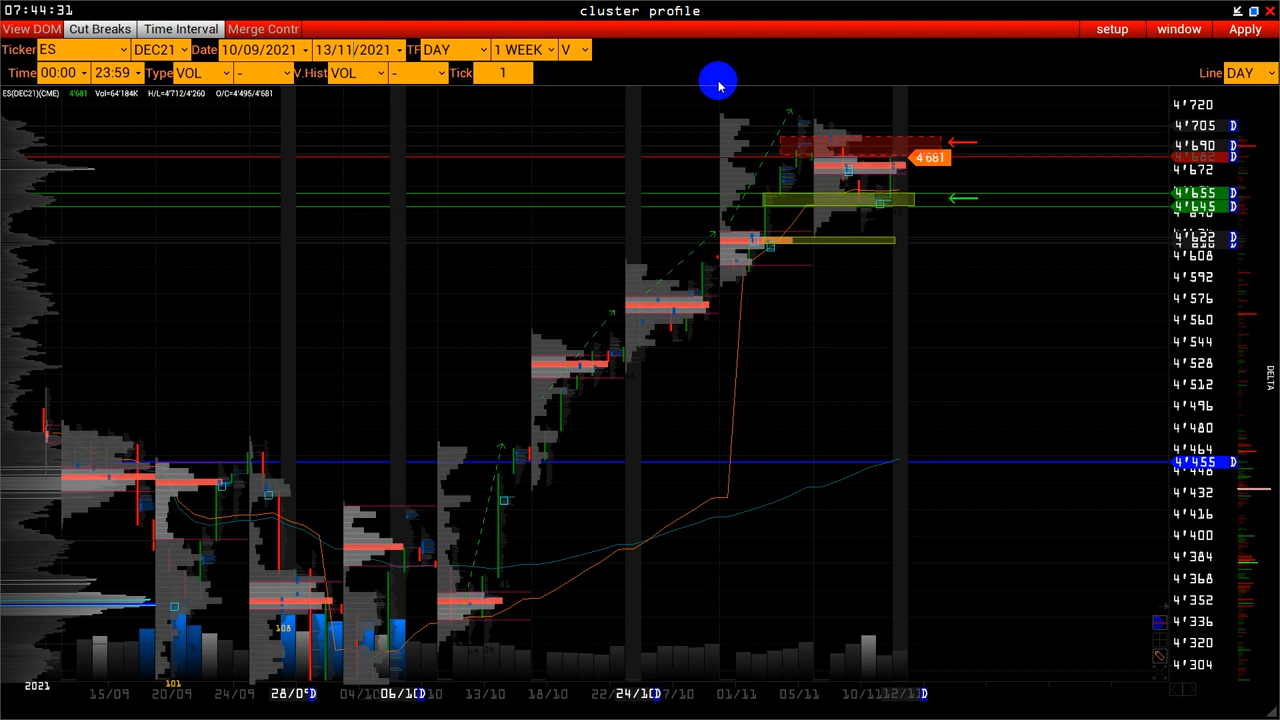 07:44:31
cluster profile
View DOM
Cut Breaks
Time Interval
Merge Contr
setup
window
Apply
Ticker ES DEC21 Date 10/09/2021 - 13/11/2021 TF DAY 1 WEEK V
Time 00:00 - 23:59 Type VOL - V.Hist VOL - Tick 1
Line DAY
ES(DEC21)(CME) 4'681 Vol=64'184K H/L=4'712/4'260 O/C=4'495/4'681
4'720
4'705 D
4'690 D
4'681
4'672
4'655 D
4'645 D
4'622 D
4'608
4'592
4'576
4'560
4'544
4'528
4'512
4'496
4'480
4'464
4'455 D
4'448
4'432
4'416
4'400
4'384
4'368
4'352
4'336
4'320
4'304
DELTA
108
101
2021
15/09
20/09
24/09
28/09 D
04/10
06/10 D
13/10
18/10
24/10 D
01/11
05/11
10/11